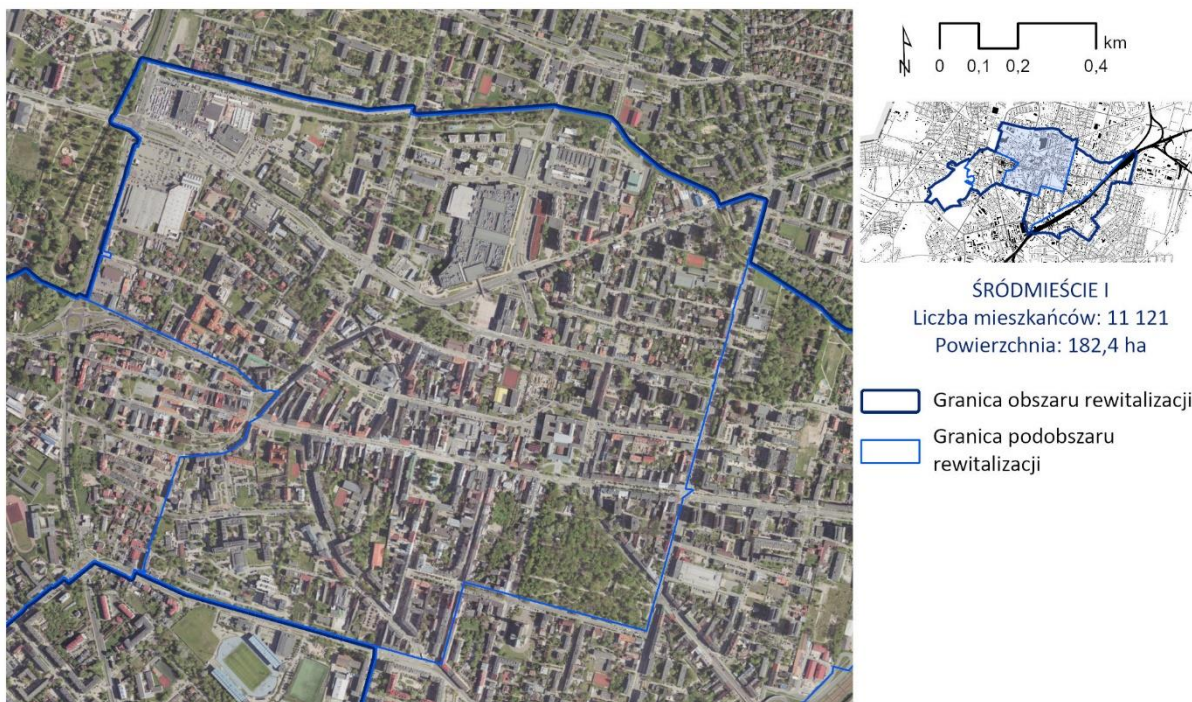 km
N
0 0,1 0,2 0,4
ŚRÓDMIEŚCIE I
Liczba mieszkańców: 11 121
Powierzchnia: 182,4 ha
Granica obszaru rewitalizacji
Granica podobszaru
rewitalizacji